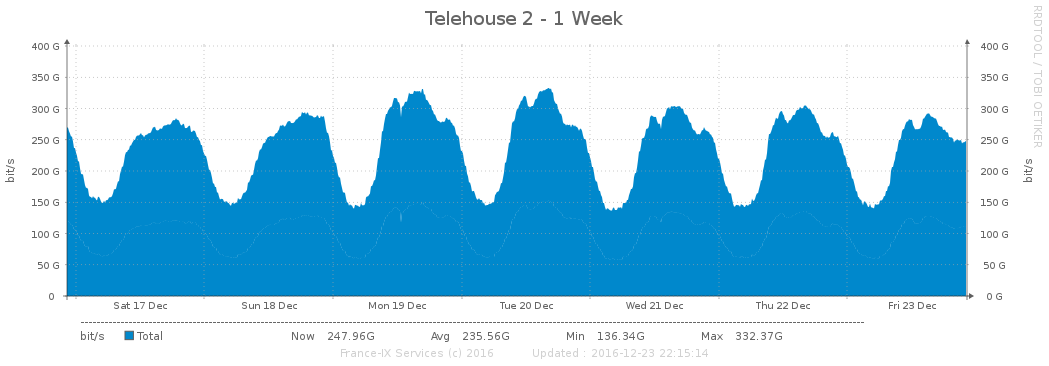 Telehouse 2 - 1 Week
RRDTOOL / TOBI OETIKER
400 G 400 G
350 G 350 G
300 G 300 G
250 G 250 G
200 G 200 G
150 G 150 G
100 G 100 G
50 G 50 G
0 0 G
bit/s bit/s
Sat 17 Dec Sun 18 Dec Mon 19 Dec Tue 20 Dec Wed 21 Dec Thu 22 Dec Fri 23 Dec
bit/s Total Now 247.96G Avg 235.56G Min 136.34G Max 332.37G
France-IX Services (c) 2016 Updated : 2016-12-23 22:15:14